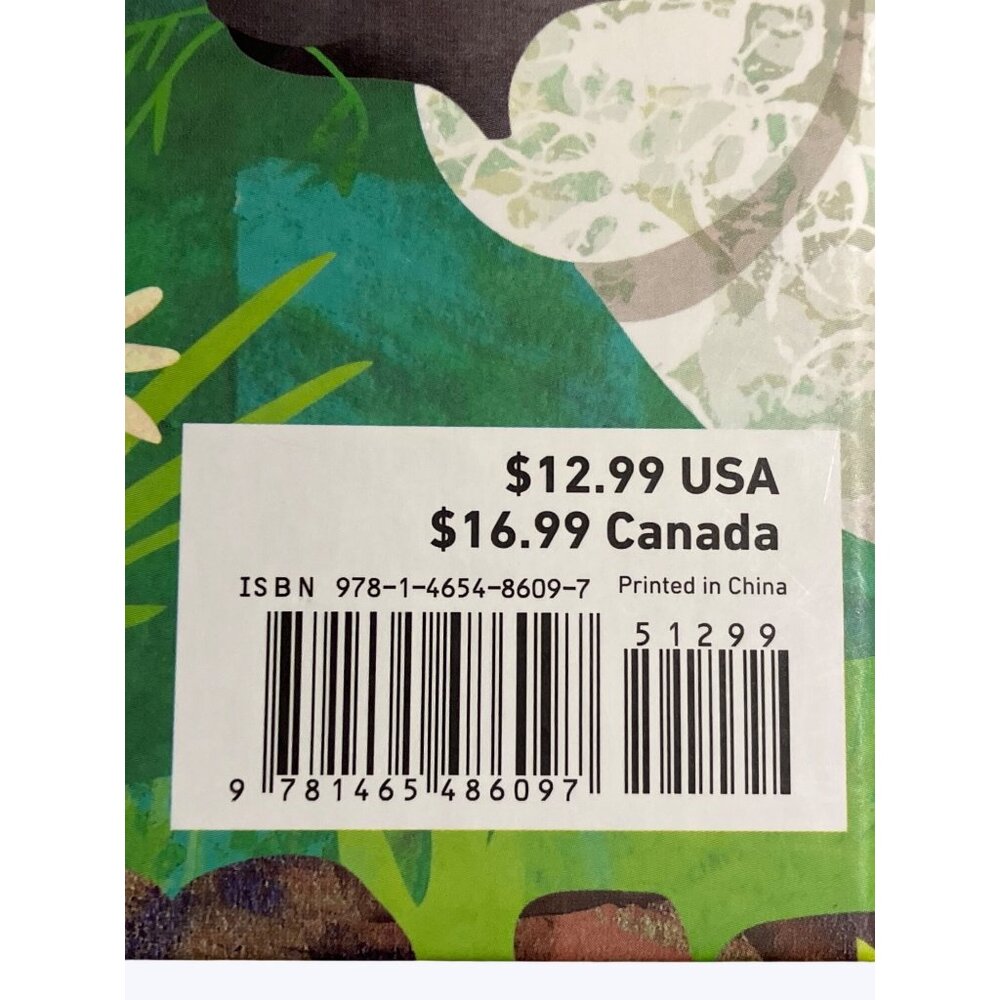 $12.99 USA
$16.99 Canada
ISBN 978-1-4654-8609-7 Printed in China
51299
9 781465 486097